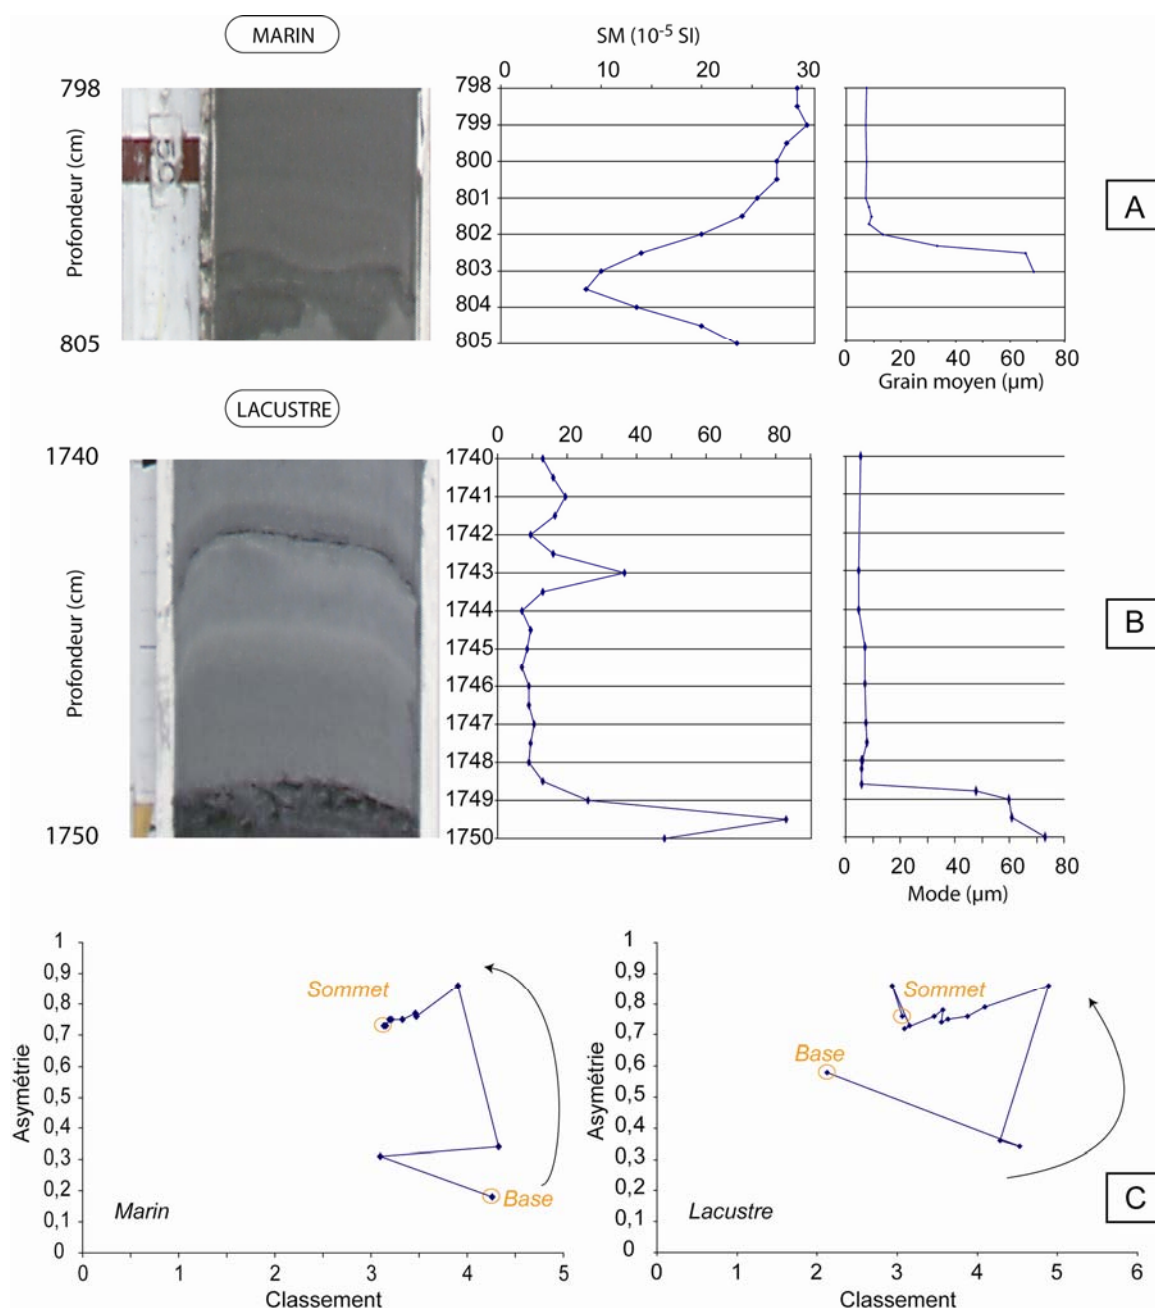 MARIN
SM (10-5 SI)
0 10 20 30
Profondeur (cm)
798
805
798
799
800
801
802
803
804
805
0 20 40 60 80
Grain moyen (µm)
A
LACUSTRE
0 20 40 60 80
Profondeur (cm)
1740
1750
1740
1741
1742
1743
1744
1745
1746
1747
1748
1749
1750
0 20 40 60 80
Mode (µm)
B
Asymétrie
1
0,9
0,8
0,7
0,6
0,5
0,4
0,3
0,2
0,1
0
Sommet
Base
Marin
0 1 2 3 4 5
Classement
Asymétrie
1
0,9
0,8
0,7
0,6
0,5
0,4
0,3
0,2
0,1
0
Sommet
Base
Lacustre
0 1 2 3 4 5 6
Classement
C